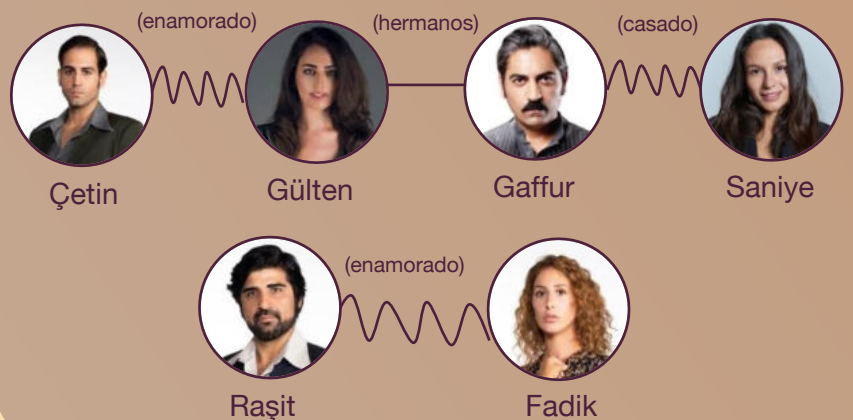 (enamorado) (hermanos) (casado)
Çetin Gülten Gaffur Saniye
(enamorado)
Raşit Fadik